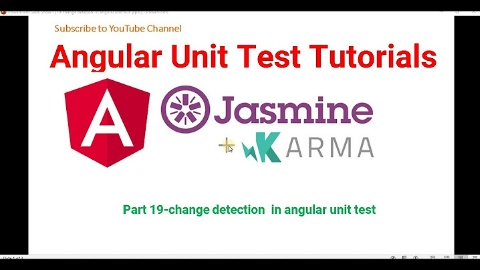 Subscribe to YouTube Channel
Angular Unit Test Tutorials
A
Jasmine
KARMA
Part 19-change detection in angular unit test